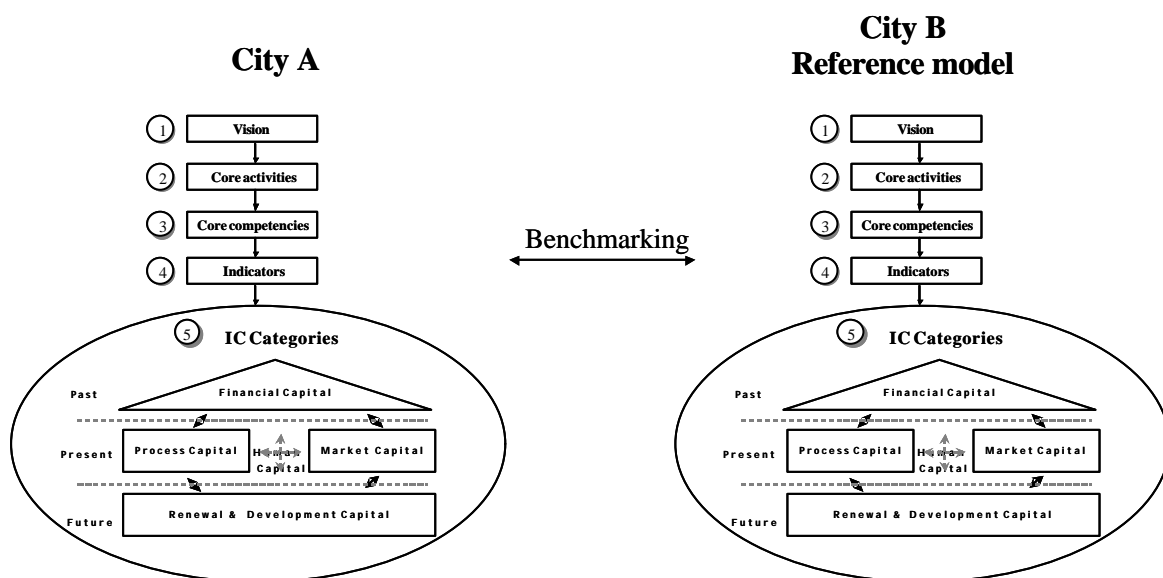 City A
1
Vision
2
Core activities
3
Core competencies
4
Indicators
5
IC Categories
Past
Financial Capital
Present
Process Capital
Human
Capital
Market Capital
Future
Renewal & Development Capital
Benchmarking
City B
Reference model
1
Vision
2
Core activities
3
Core competencies
4
Indicators
5
IC Categories
Past
Financial Capital
Present
Process Capital
Human
Capital
Market Capital
Future
Renewal & Development Capital